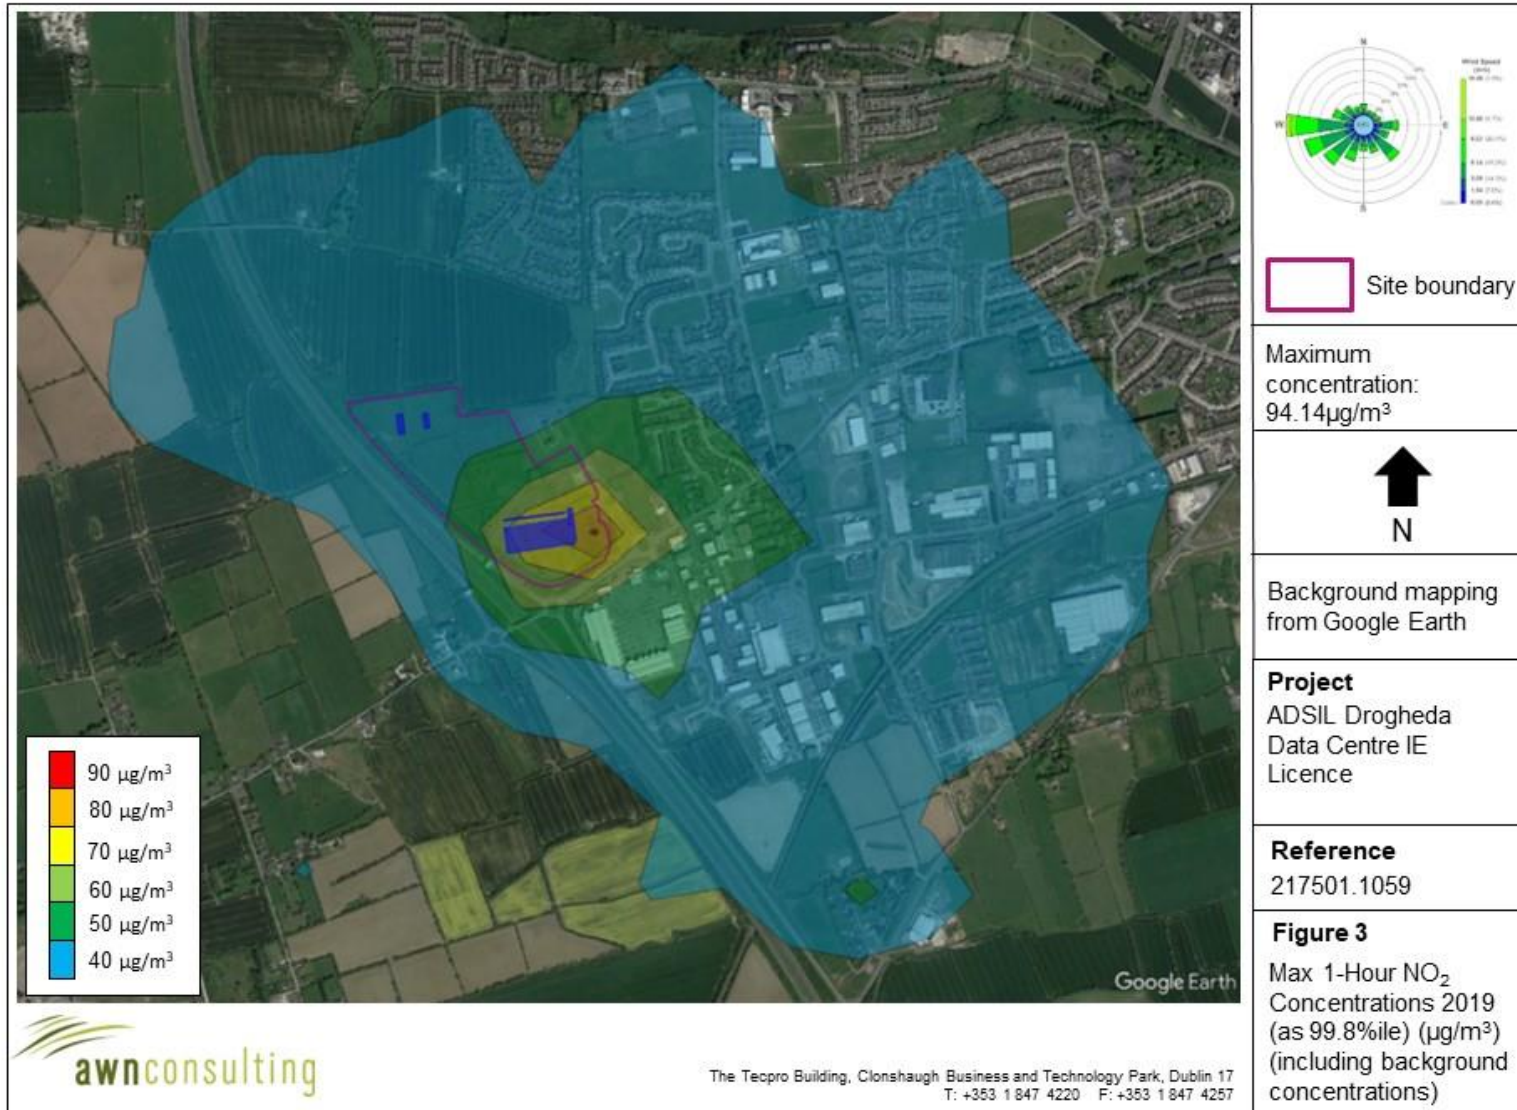 N
W
E
S
Wind Speed
Site boundary
Maximum
concentration:
94.14µg/m³
N
Background mapping
from Google Earth
Project
ADSIL Drogheda
Data Centre IE
Licence
Reference
217501.1059
Figure 3
Max 1-Hour NO₂
Concentrations 2019
(as 99.8%ile) (µg/m³)
(including background
concentrations)
90 µg/m³
80 µg/m³
70 µg/m³
60 µg/m³
50 µg/m³
40 µg/m³
Google Earth
awnconsulting
The Tecpro Building, Clonshaugh Business and Technology Park, Dublin 17
T: +353 1 847 4220 F: +353 1 847 4257